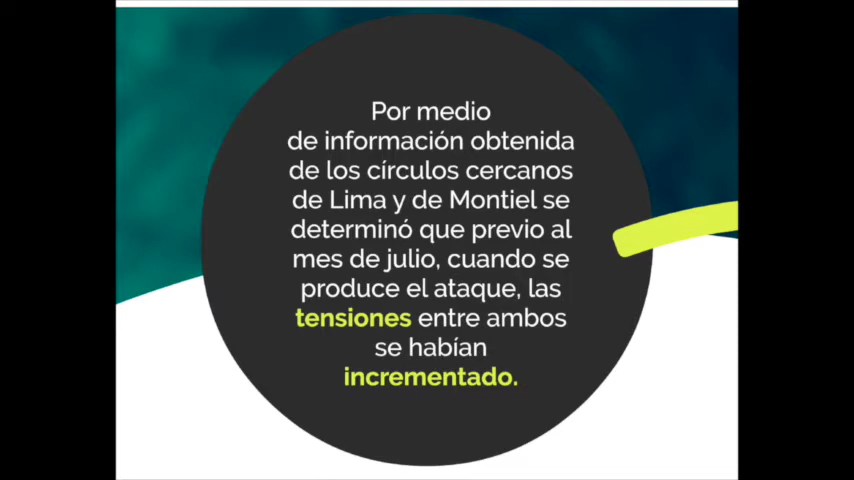 Por medio
de información obtenida
de los círculos cercanos
de Lima y de Montiel se
determinó que previo al
mes de julio, cuando se
produce el ataque, las
tensiones entre ambos
se habían
incrementado.